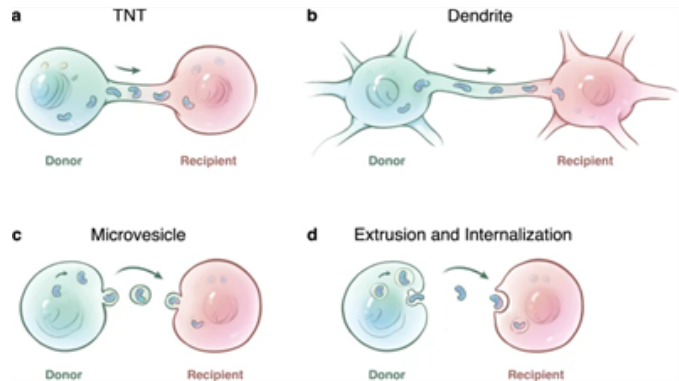 a TNT
b Dendrite
Donor Recipient
Donor Recipient
c Microvesicle
d Extrusion and Internalization
Donor Recipient
Donor Recipient